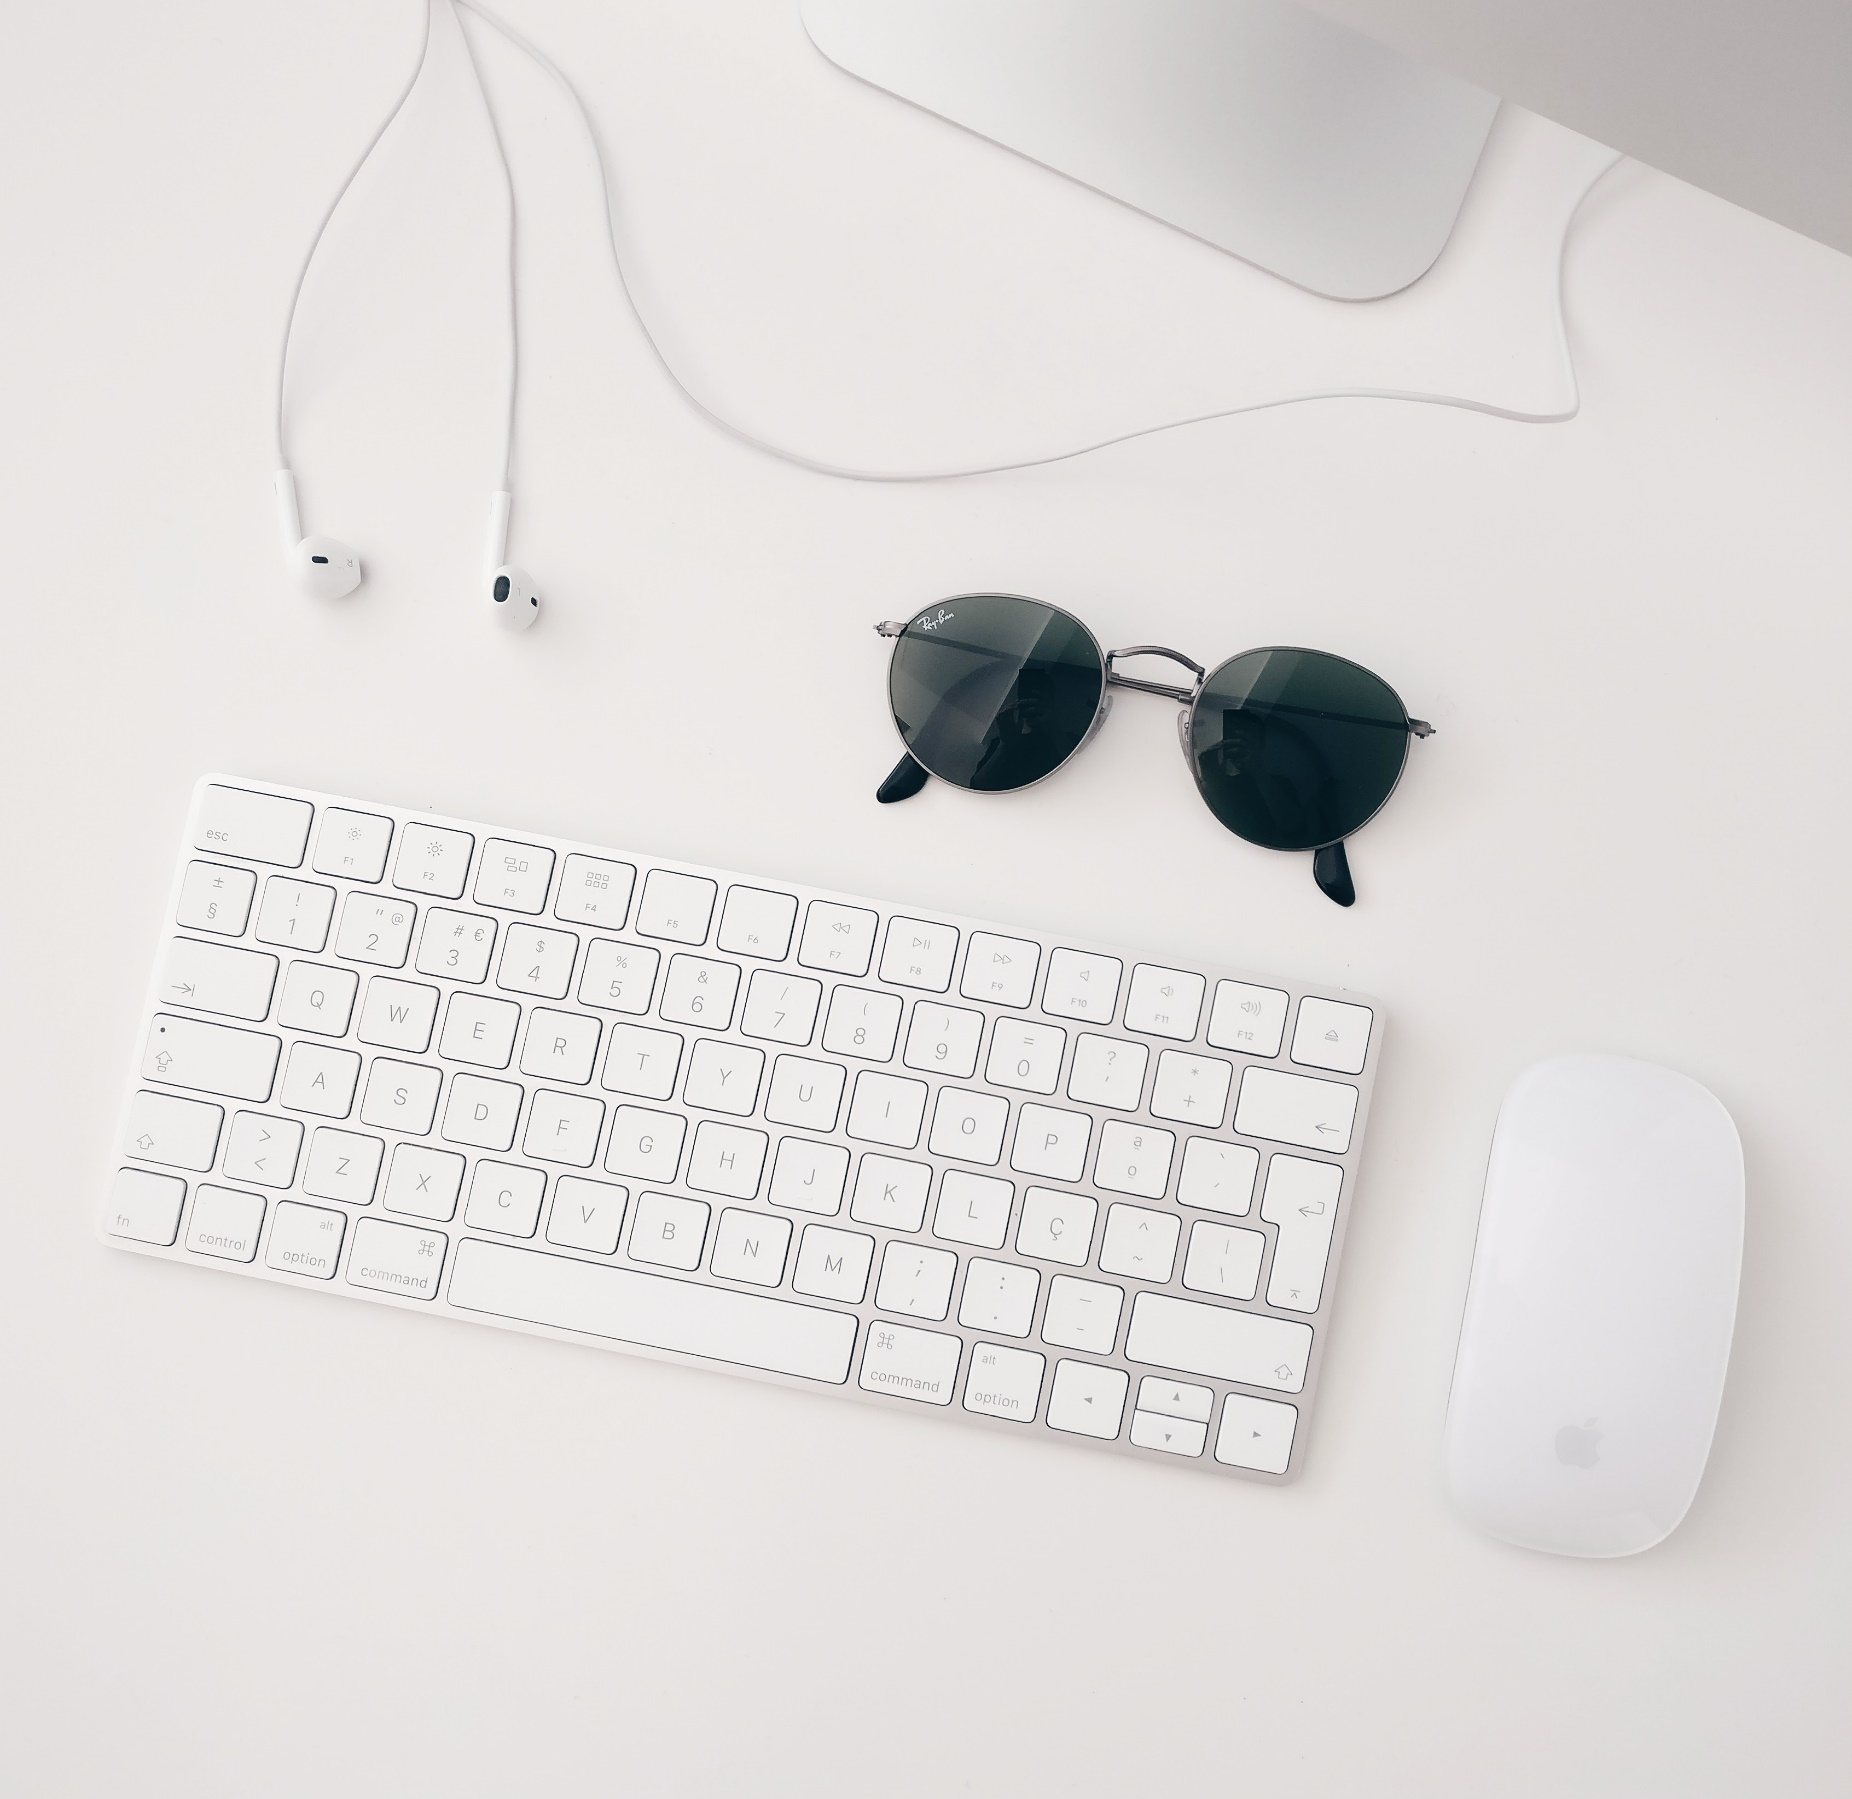 Ray-Ban
R
L
esc F1 F2 F3 F4 F5 F6 F7 F8 F9 F10 F11 F12
± § ! 1 " @ 2 # € 3 $ 4 % 5 & 6 / 7 ( 8 ) 9 = 0 ? ' * +
Q W E R T Y U I O P ª º ` ´
A S D F G H J K L Ç ^ ~ | \
> < Z X C V B N M ; , : . _ -
fn control alt option ⌘ command ⌘ command alt option